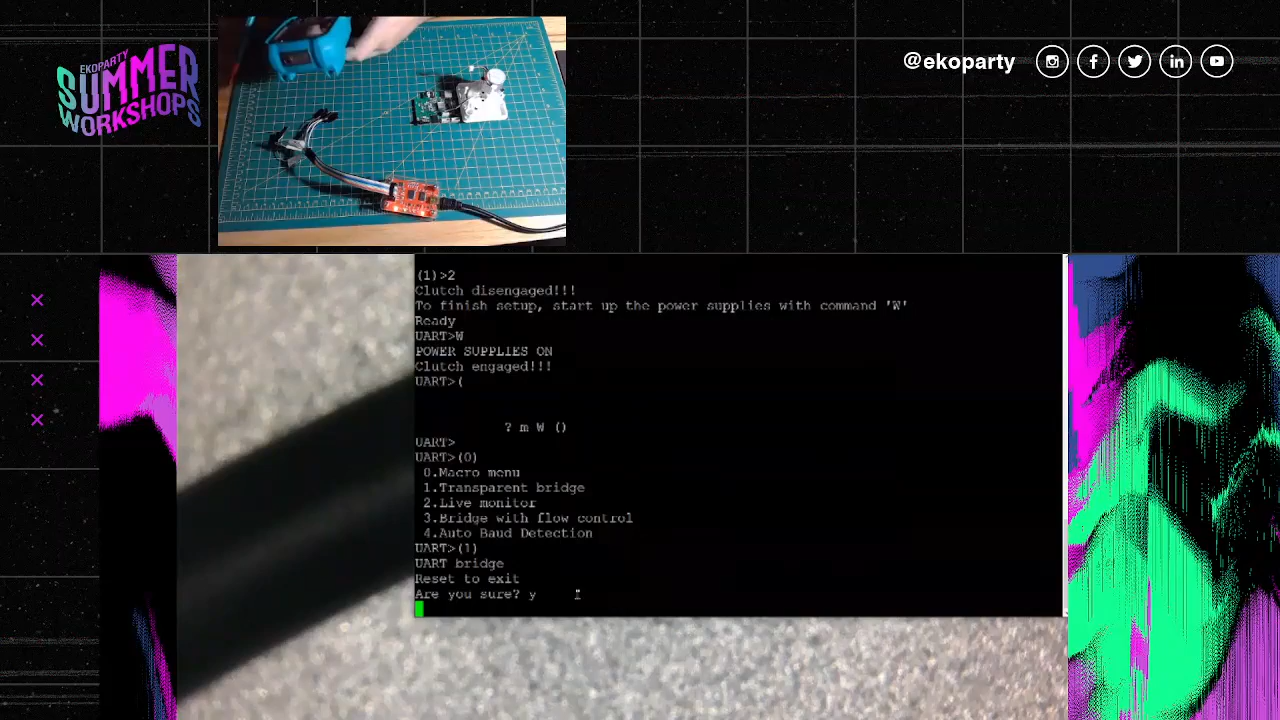 EKOPARTY
SUMMER
WORKSHOPS
@ekoparty
(1)>2
Clutch disengaged!!!
To finish setup, start up the power supplies with command 'W'
Ready
UART>W
POWER SUPPLIES ON
Clutch engaged!!!
UART>(
? m W ()
UART>
UART>(0)
0.Macro menu
1.Transparent bridge
2.Live monitor
3.Bridge with flow control
4.Auto Baud Detection
UART>(1)
UART bridge
Reset to exit
Are you sure? y